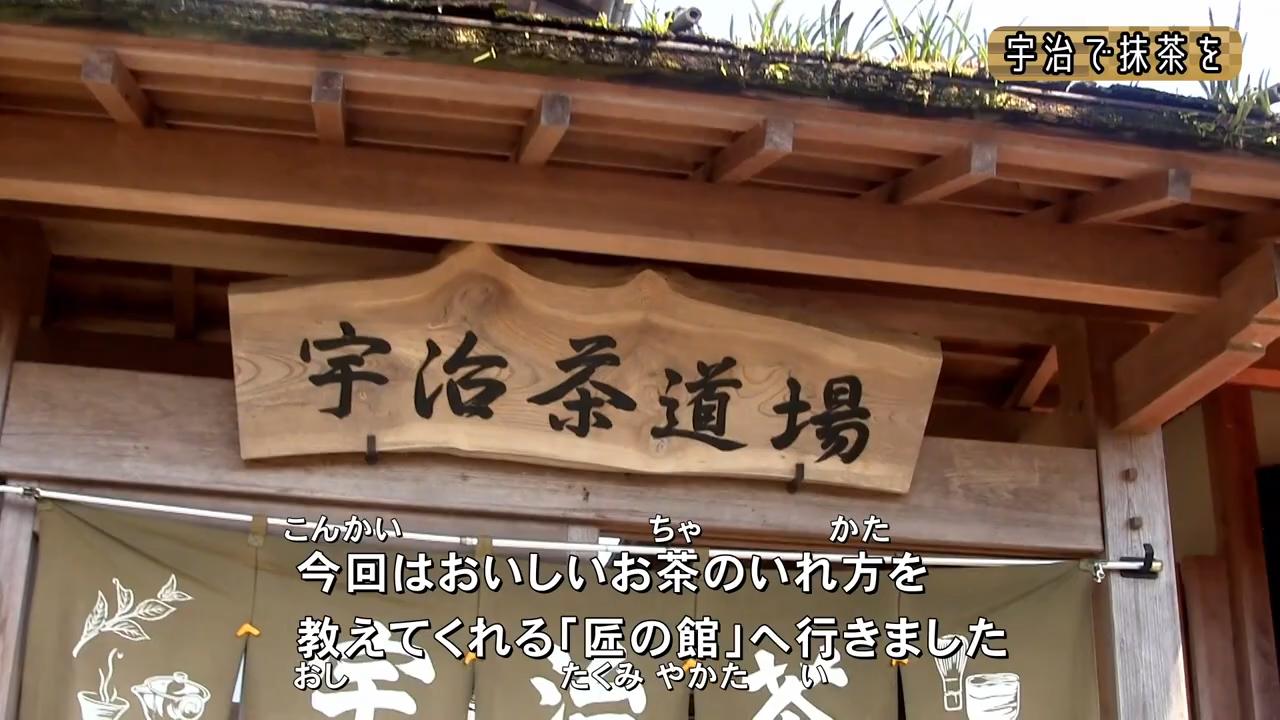 宇治で抹茶を
宇治茶道場
こんかい ちゃ かた
今回はおいしいお茶のいれ方を
教えてくれる「匠の館」へ行きました
おし たくみ やかた い
宇治茶